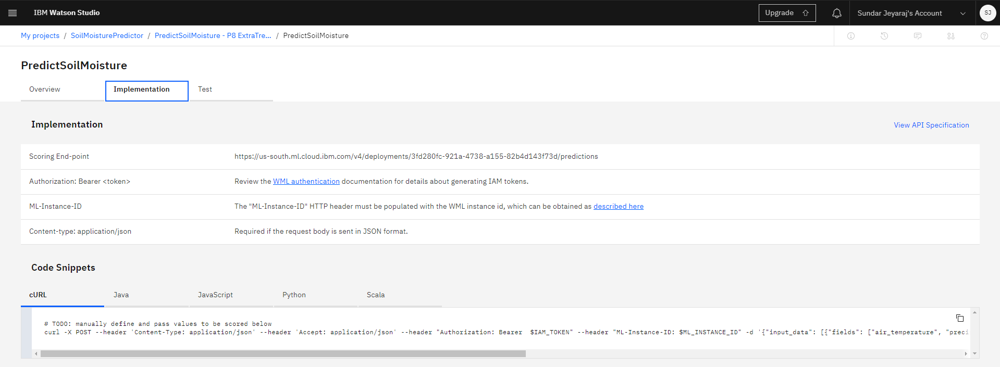 IBM Watson Studio
Upgrade
Sundar Jeyaraj's Account
SJ
My projects / SoilMoisturePredictor / PredictSoilMoisture - P8 ExtraTre... / PredictSoilMoisture
PredictSoilMoisture
Overview
Implementation
Test
Implementation
View API Specification
Scoring End-point
https://us-south.ml.cloud.ibm.com/v4/deployments/3fd280fc-921a-4738-a155-82b4d143f73d/predictions
Authorization: Bearer <token>
Review the WML authentication documentation for details about generating IAM tokens.
ML-Instance-ID
The "ML-Instance-ID" HTTP header must be populated with the WML instance id, which can be obtained as described here
Content-type: application/json
Required if the request body is sent in JSON format.
Code Snippets
cURL
Java
JavaScript
Python
Scala
# TODO: manually define and pass values to be scored below
curl -X POST --header 'Content-Type: application/json' --header 'Accept: application/json' --header "Authorization: Bearer  $IAM_TOKEN" --header "ML-Instance-ID: $ML_INSTANCE_ID" -d '{"input_data": [{"fields": ["air_temperature", "preci